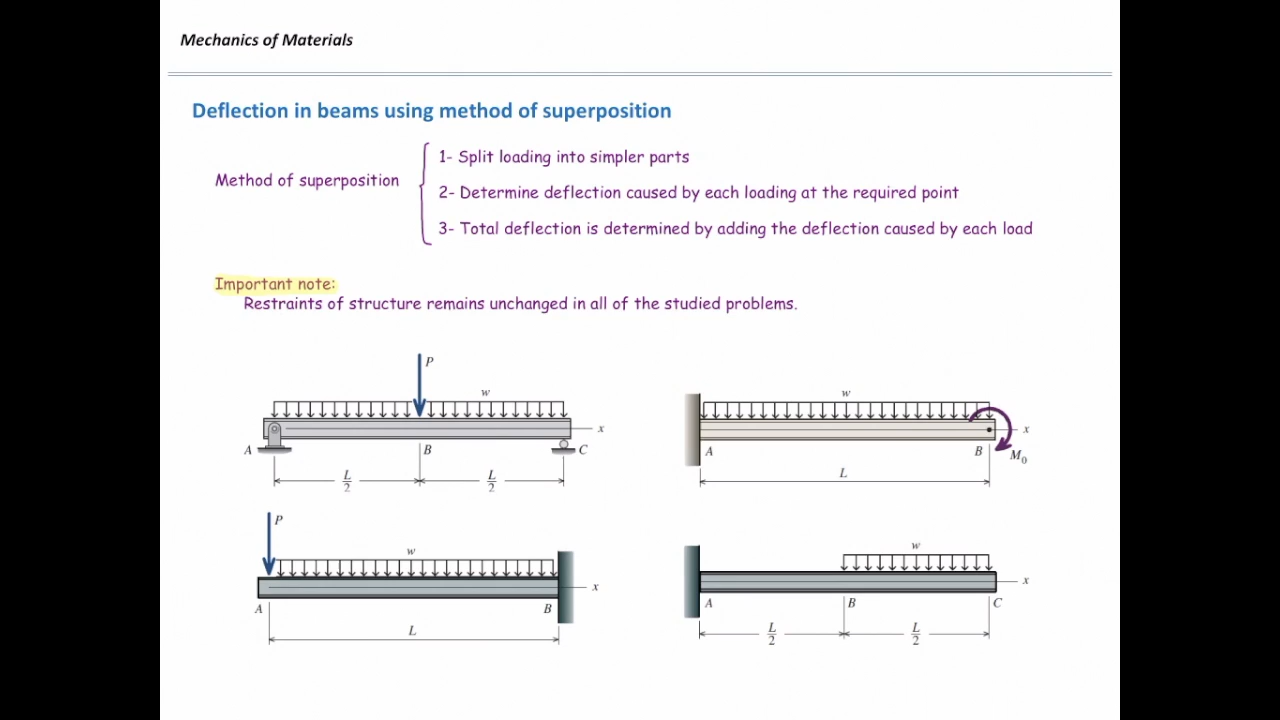 Mechanics of Materials
Deflection in beams using method of superposition
Method of superposition
1- Split loading into simpler parts
2- Determine deflection caused by each loading at the required point
3- Total deflection is determined by adding the deflection caused by each load
Important note:
Restraints of structure remains unchanged in all of the studied problems.
P
w
x
A
B
C
L
2
L
2
w
x
A
B
M0
L
P
w
x
A
B
L
w
x
A
B
C
L
2
L
2